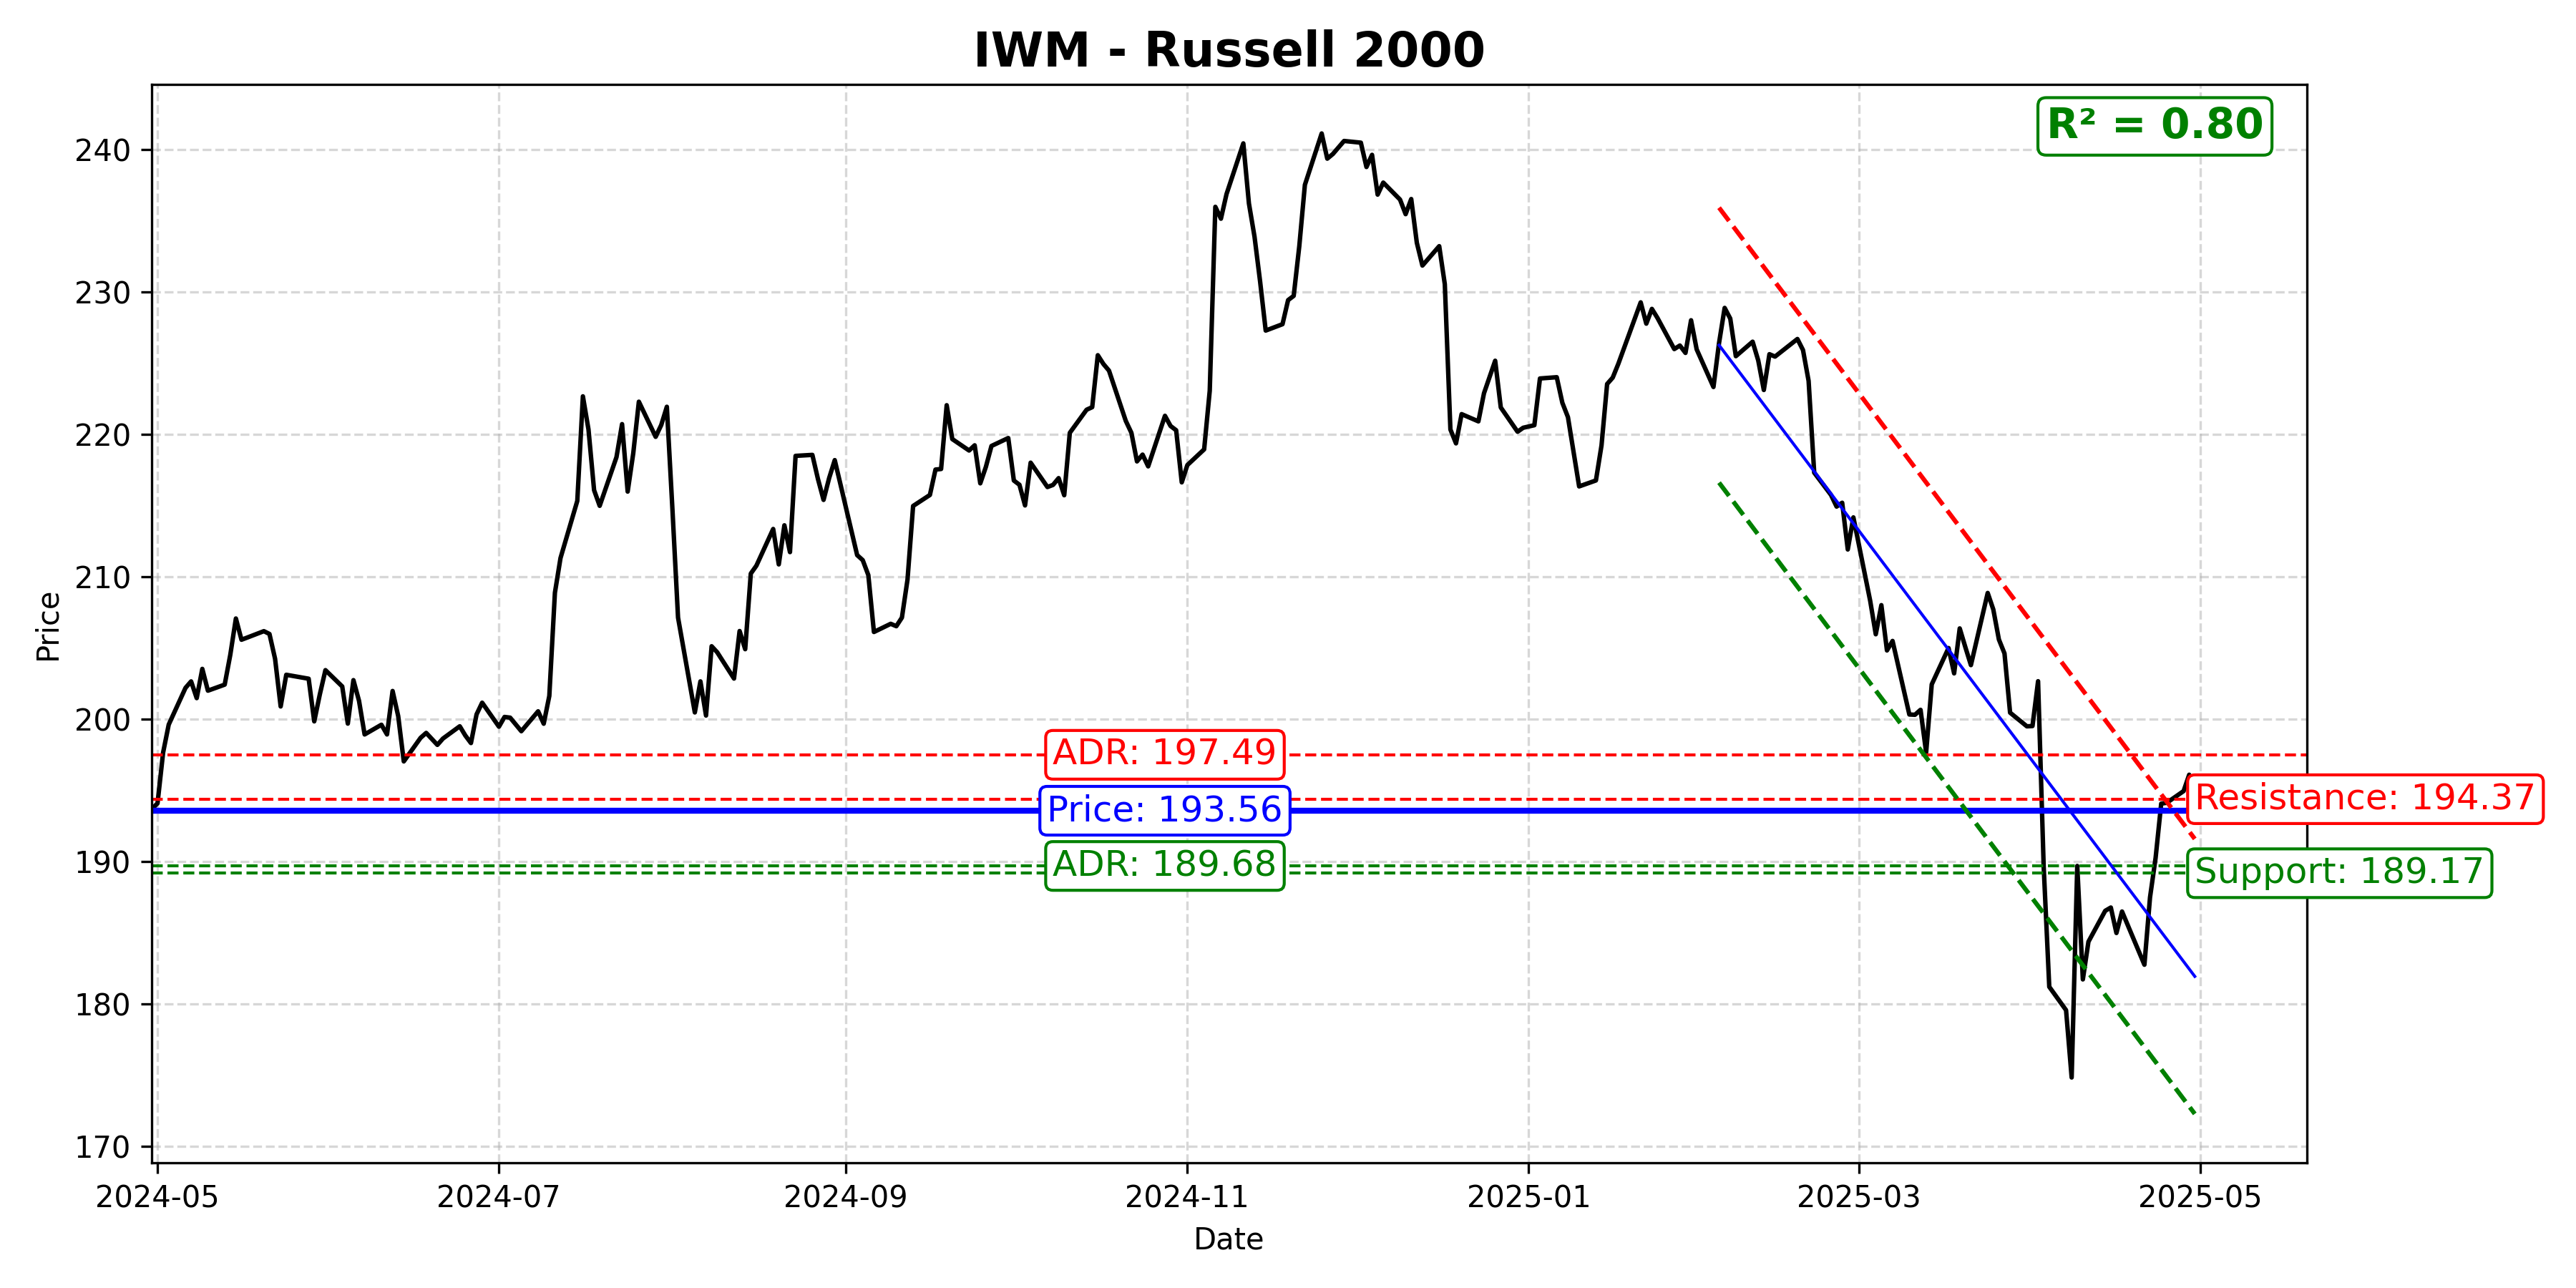 IWM - Russell 2000
R² = 0.80
240
230
220
210
200
190
180
170
Price
ADR: 197.49
Resistance: 194.37
Price: 193.56
ADR: 189.68
Support: 189.17
2024-05
2024-07
2024-09
2024-11
2025-01
2025-03
2025-05
Date